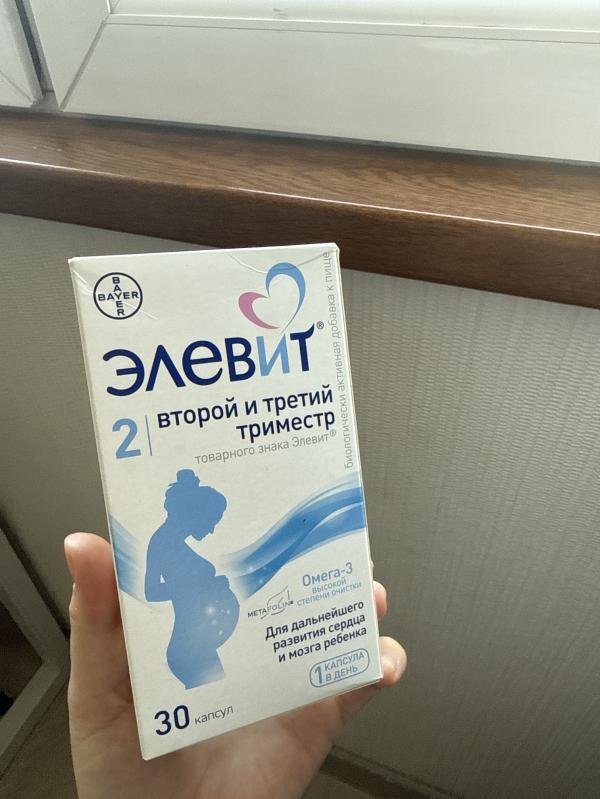 BAYER
BAYER
элевит®
2
второй и третий
триместр
товарного знака Элевит®
биологически активная добавка к пище
METAFOLIN®
Омега-3
высокой
степени очистки
Для дальнейшего
развития сердца
и мозга ребенка
1 КАПСУЛА
В ДЕНЬ
30 капсул